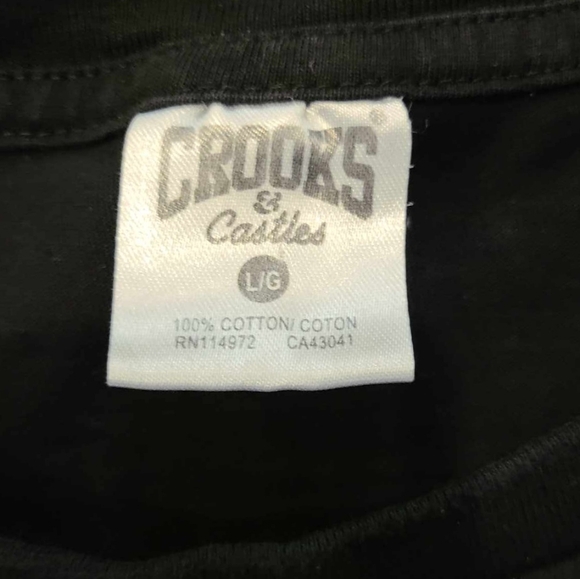 CROOKS®
&
Castles
L/G
100% COTTON/ COTON
RN114972 CA43041